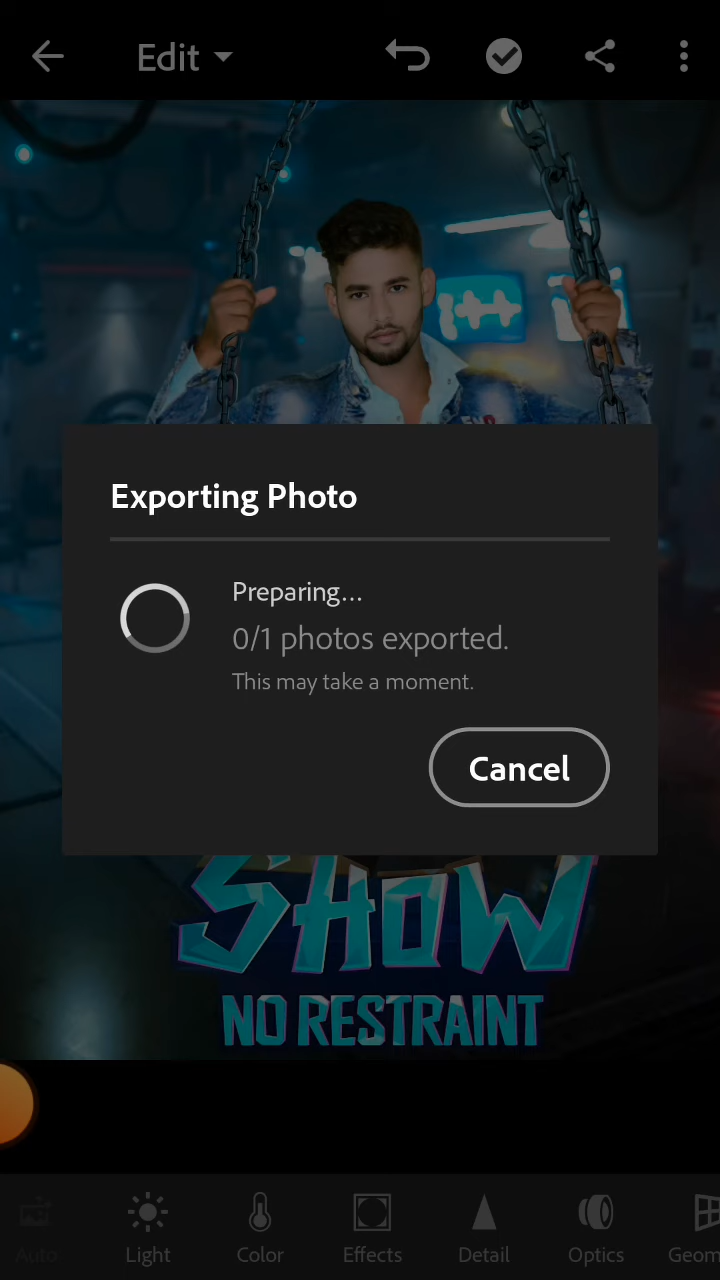 Edit
Exporting Photo
Preparing...
0/1 photos exported.
This may take a moment.
Cancel
SHOW
NO RESTRAINT
Auto
Light
Color
Effects
Detail
Optics
Geom